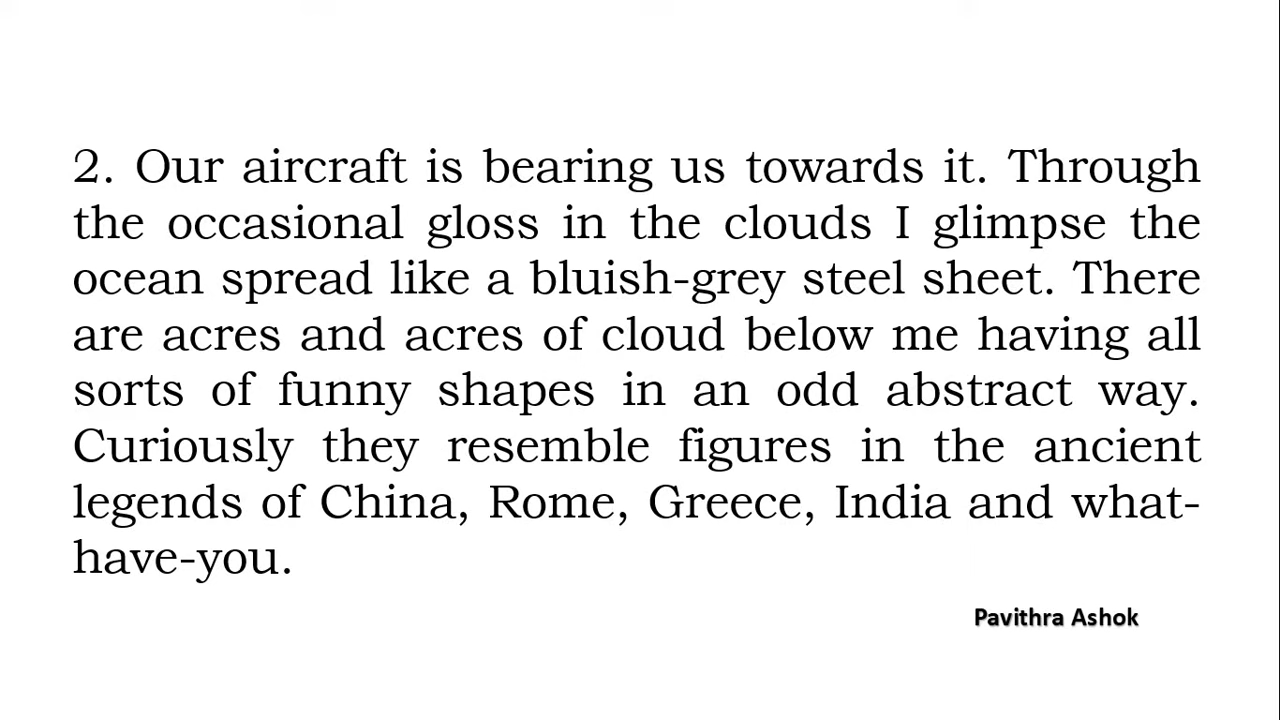 2. Our aircraft is bearing us towards it. Through
the occasional gloss in the clouds I glimpse the
ocean spread like a bluish-grey steel sheet. There
are acres and acres of cloud below me having all
sorts of funny shapes in an odd abstract way.
Curiously they resemble figures in the ancient
legends of China, Rome, Greece, India and what-
have-you.
Pavithra Ashok